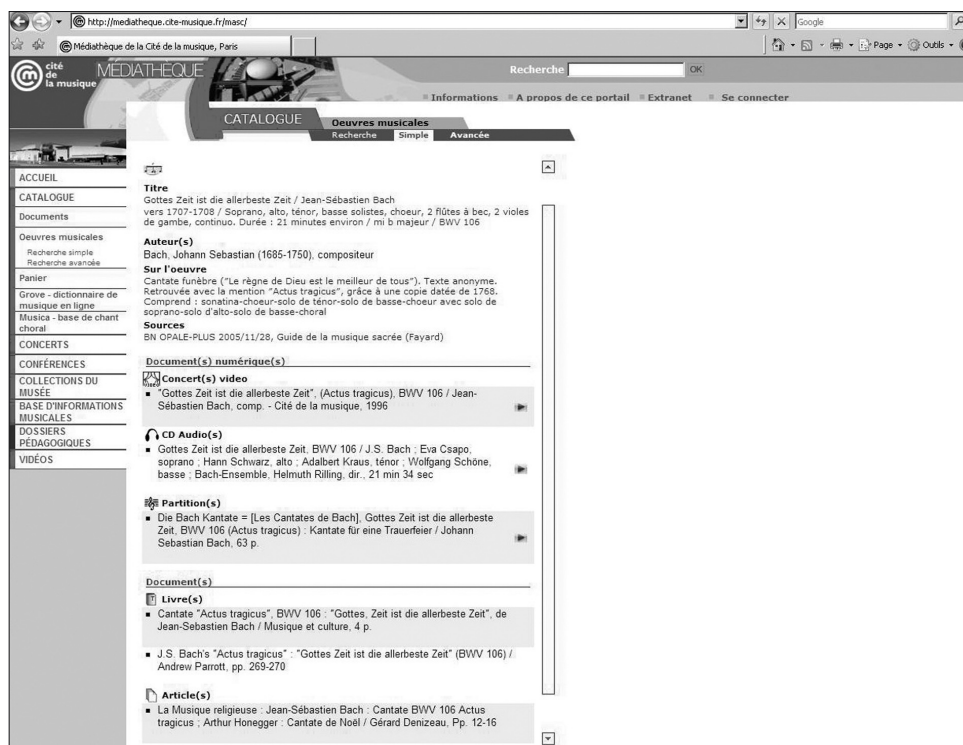 http://mediatheque.cite-musique.fr/masc/
Google
Médiathèque de la Cité de la musique, Paris
Page
Outils
cité
de
la musique
MEDIATHEQUE
Recherche
OK
Informations
A propos de ce portail
Extranet
Se connecter
CATALOGUE
Oeuvres musicales
Recherche
Simple
Avancée
ACCUEIL
CATALOGUE
Documents
Oeuvres musicales
Recherche simple
Recherche avancée
Panier
Grove - dictionnaire de
musique en ligne
Musica - base de chant
choral
CONCERTS
CONFÉRENCES
COLLECTIONS DU
MUSÉE
BASE D'INFORMATIONS
MUSICALES
DOSSIERS
PÉDAGOGIQUES
VIDÉOS
Titre
Gottes Zeit ist die allerbeste Zeit / Jean-Sébastien Bach
vers 1707-1708 / Soprano, alto, ténor, basse solistes, choeur, 2 flûtes à bec, 2 violes
de gambe, continuo. Durée : 21 minutes environ / mi b majeur / BWV 106
Auteur(s)
Bach, Johann Sebastian (1685-1750), compositeur
Sur l'oeuvre
Cantate funèbre ("Le règne de Dieu est le meilleur de tous"). Texte anonyme.
Retrouvée avec la mention "Actus tragicus", grâce à une copie datée de 1768.
Comprend : sonatina-choeur-solo de ténor-solo de basse-choeur avec solo de
soprano-solo d'alto-solo de basse-choral
Sources
BN OPALE-PLUS 2005/11/28, Guide de la musique sacrée (Fayard)
Document(s) numérique(s)
Concert(s) video
"Gottes Zeit ist die allerbeste Zeit", (Actus tragicus), BWV 106 / Jean-
Sébastien Bach, comp. - Cité de la musique, 1996
CD Audio(s)
Gottes Zeit ist die allerbeste Zeit, BWV 106 / J.S. Bach ; Eva Csapo,
soprano ; Hann Schwarz, alto ; Adalbert Kraus, ténor ; Wolfgang Schöne,
basse ; Bach-Ensemble, Helmuth Rilling, dir., 21 min 34 sec
Partition(s)
Die Bach Kantate = [Les Cantates de Bach], Gottes Zeit ist die allerbeste
Zeit, BWV 106 (Actus tragicus) : Kantate für eine Trauerfeier / Johann
Sebastian Bach, 63 p.
Document(s)
Livre(s)
Cantate "Actus tragicus", BWV 106 : "Gottes, Zeit ist die allerbeste Zeit", de
Jean-Sebastien Bach / Musique et culture, 4 p.
J.S. Bach's "Actus tragicus" : "Gottes Zeit ist die allerbeste Zeit" (BWV 106) /
Andrew Parrott, pp. 269-270
Article(s)
La Musique religieuse : Jean-Sébastien Bach : Cantate BWV 106 Actus
tragicus ; Arthur Honegger : Cantate de Noël / Gérard Denizeau, Pp. 12-16